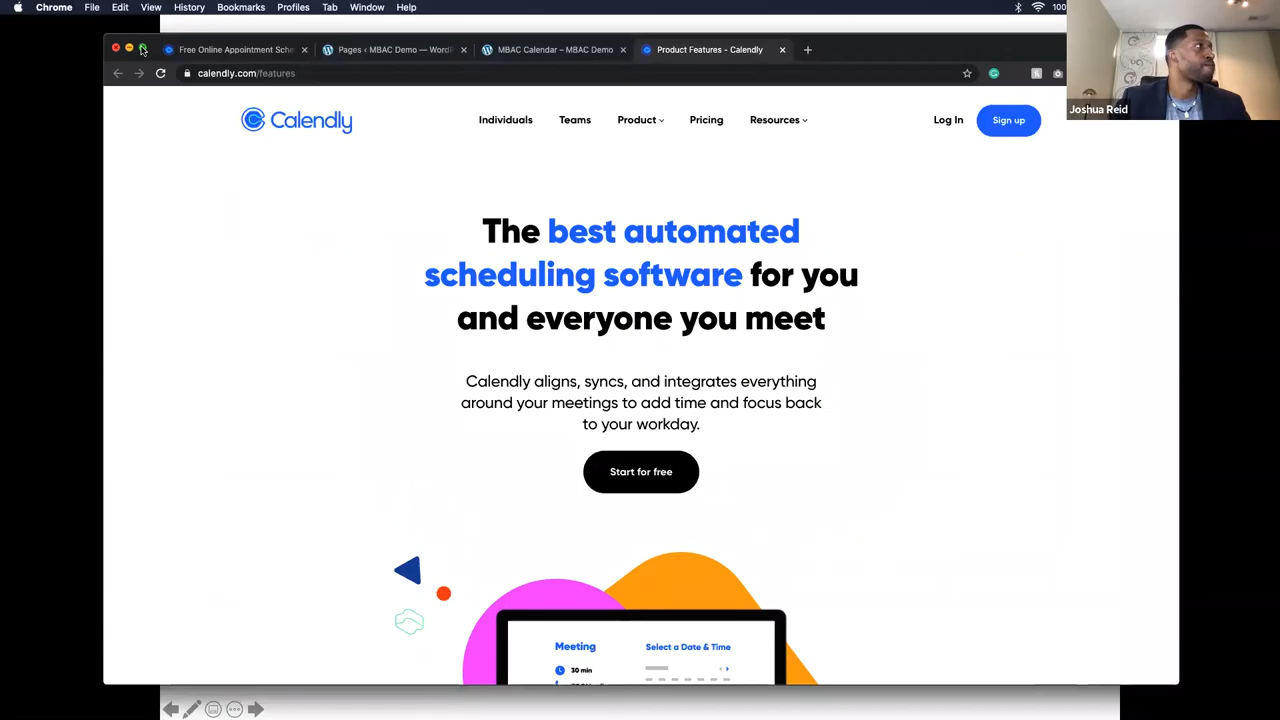 Chrome File Edit View History Bookmarks Profiles Tab Window Help 100
Free Online Appointment Sche
Pages ‹ MBAC Demo — WordP
MBAC Calendar – MBAC Demo
Product Features - Calendly
calendly.com/features
Joshua Reid
Calendly
Individuals Teams Product Pricing Resources Log In Sign up
The best automated
scheduling software for you
and everyone you meet
Calendly aligns, syncs, and integrates everything
around your meetings to add time and focus back
to your workday.
Start for free
Meeting
Select a Date & Time
30 min